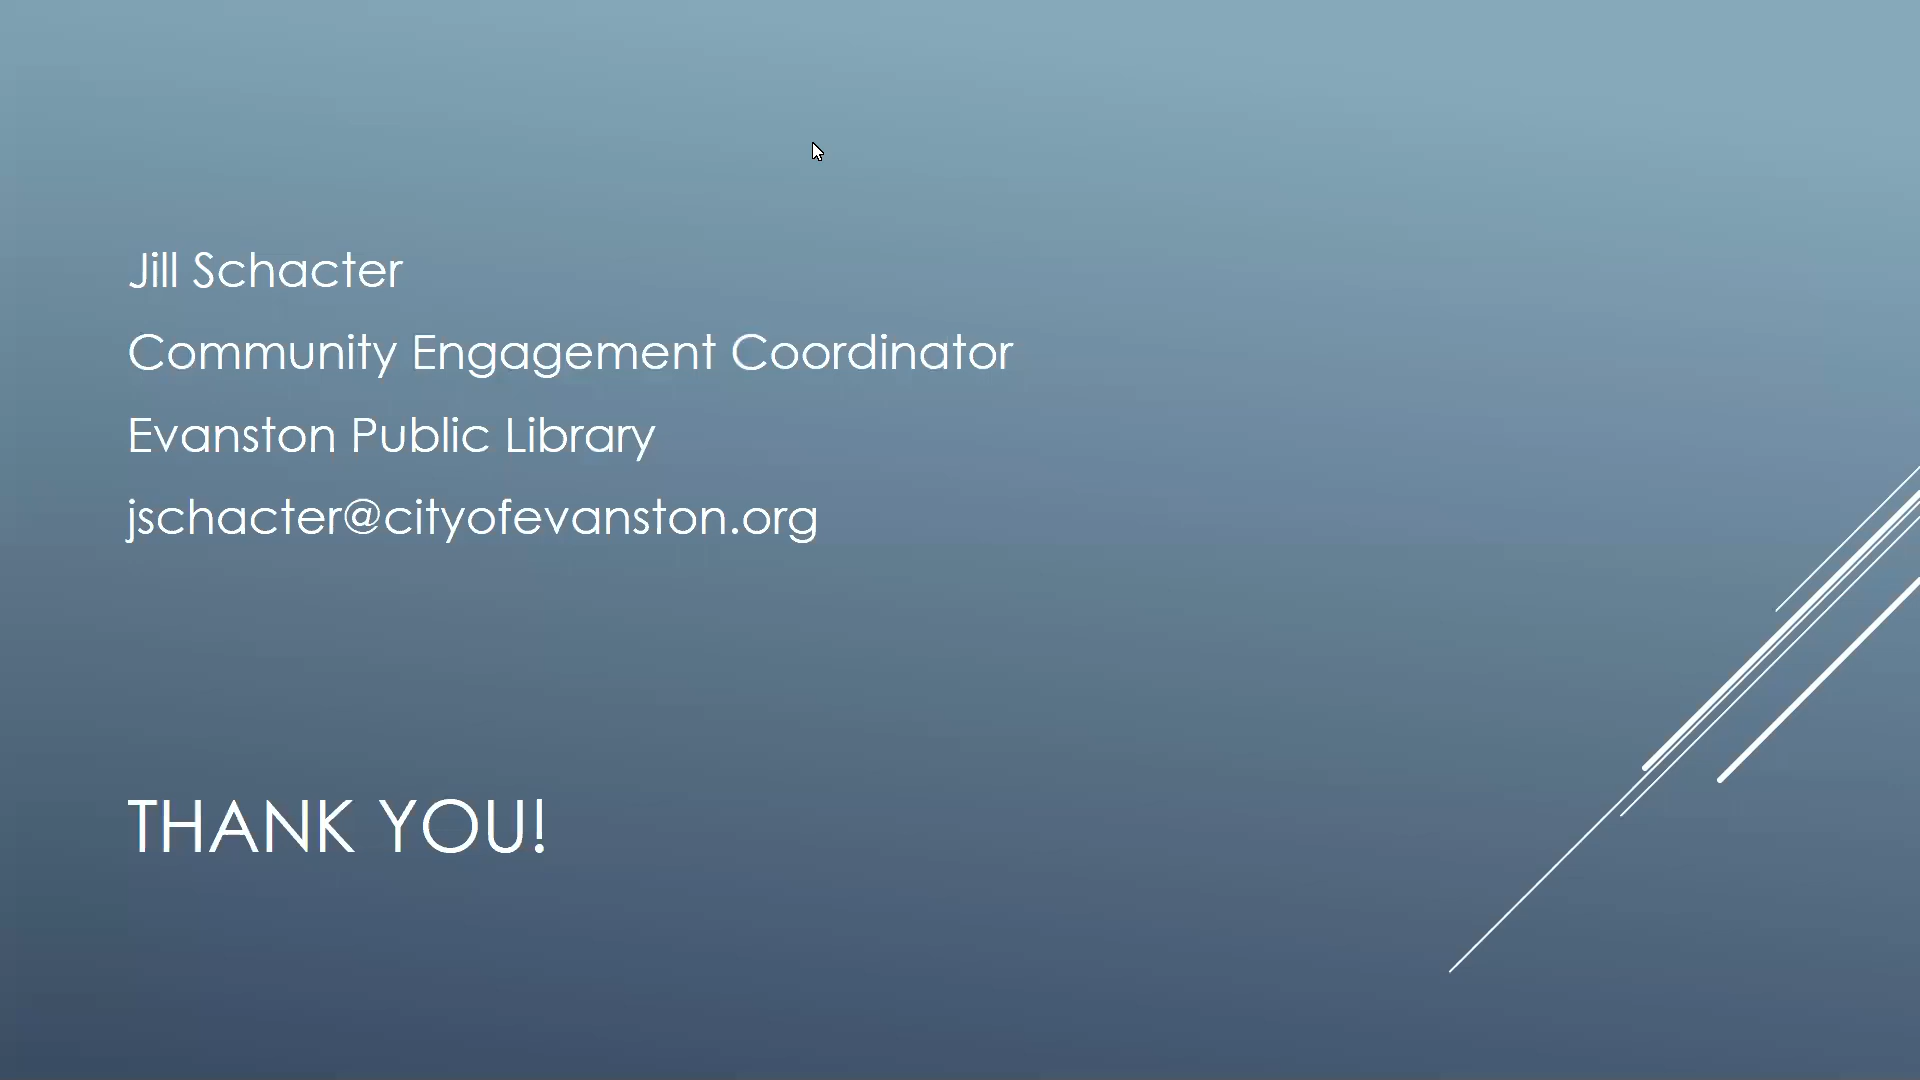 Jill Schacter
Community Engagement Coordinator
Evanston Public Library
jschacter@cityofevanston.org
THANK YOU!